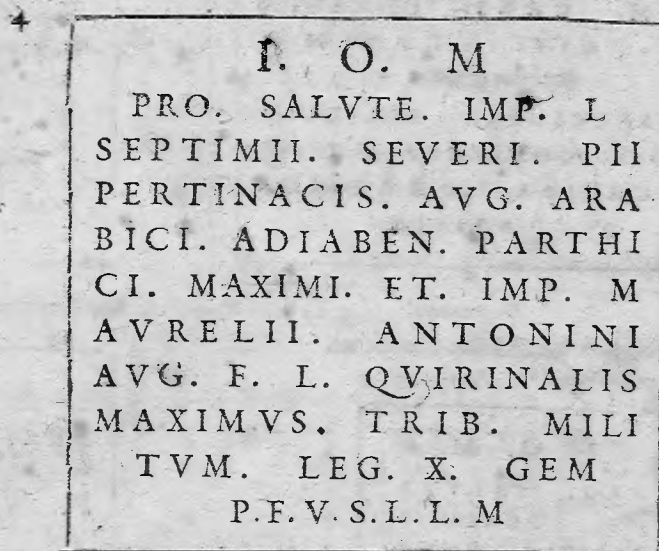 4
I. O. M
PRO. SALVTE. IMP. L
SEPTIMII. SEVERI. PII
PERTINACIS. AVG. ARA
BICI. ADIABEN. PARTHI
CI. MAXIMI. ET. IMP. M
AVRELII. ANTONINI
AVG. F. L. QVIRINALIS
MAXIMVS. TRIB. MILI
TVM. LEG. X. GEM
P. F. V. S. L. L. M